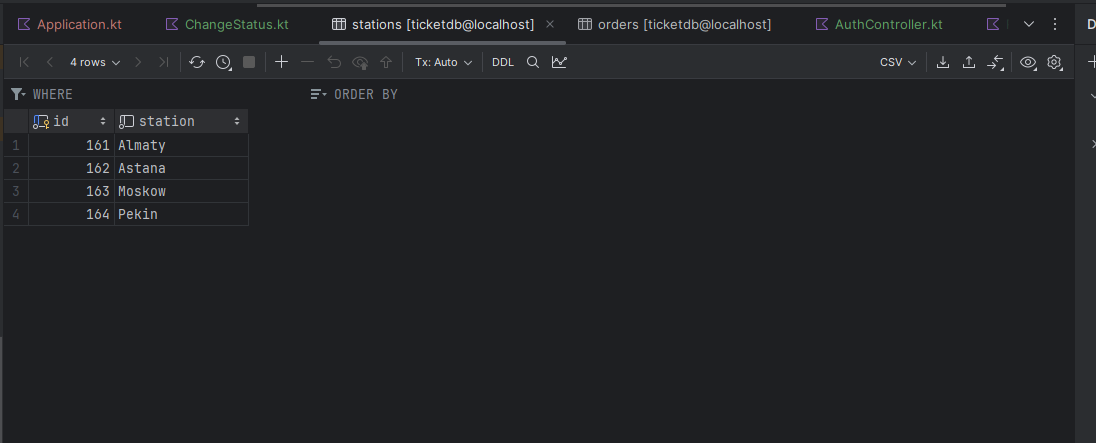 Application.kt ChangeStatus.kt stations [ticketdb@localhost] orders [ticketdb@localhost] AuthController.kt
4 rows Tx: Auto DDL CSV
WHERE ORDER BY
id station
1 161 Almaty
2 162 Astana
3 163 Moskow
4 164 Pekin